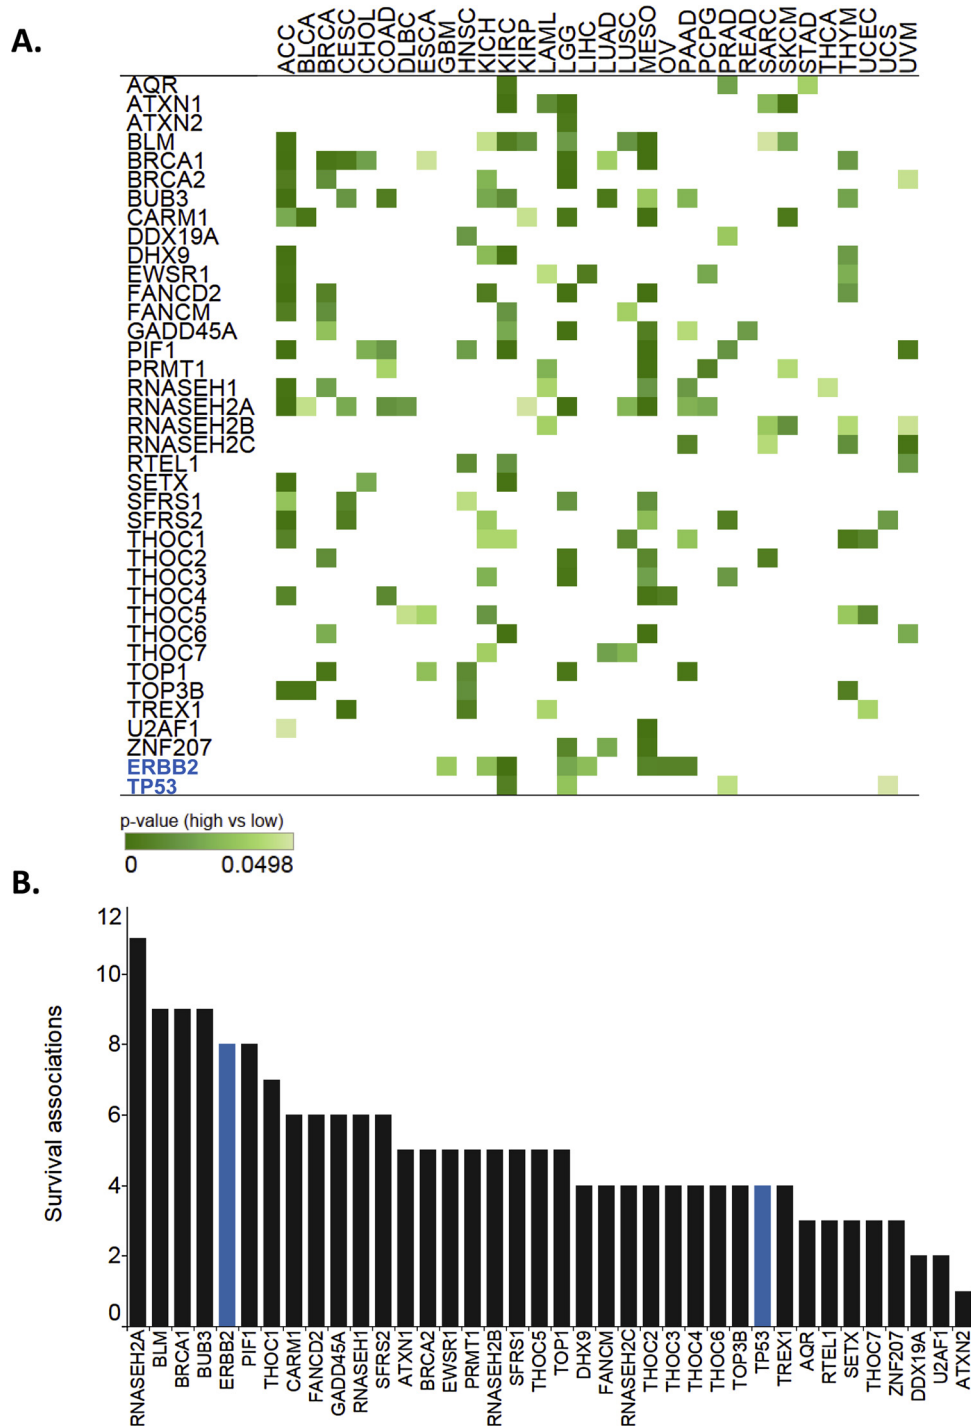 A.
ACC BLCA BRCA CESC CHOL COAD DLBC ESCA GBM HNSC KICH KIRC KIRP LAML LGG LIHC LUAD LUSC MESO OV PAAD PCPG PRAD READ SARC SKCM STAD THCA THYM UCEC UCS UVM
AQR
ATXN1
ATXN2
BLM
BRCA1
BRCA2
BUB3
CARM1
DDX19A
DHX9
EWSR1
FANCD2
FANCM
GADD45A
PIF1
PRMT1
RNASEH1
RNASEH2A
RNASEH2B
RNASEH2C
RTEL1
SETX
SFRS1
SFRS2
THOC1
THOC2
THOC3
THOC4
THOC5
THOC6
THOC7
TOP1
TOP3B
TREX1
U2AF1
ZNF207
ERBB2
TP53
p-value (high vs low)
0 0.0498
B.
Survival associations
12
10
8
6
4
2
0
RNASEH2A BLM BRCA1 BUB3 ERBB2 PIF1 THOC1 CARM1 FANCD2 GADD45A RNASEH1 SFRS2 ATXN1 BRCA2 EWSR1 PRMT1 RNASEH2B SFRS1 THOC5 TOP1 DHX9 FANCM RNASEH2C THOC2 THOC3 THOC4 THOC6 TOP3B TP53 TREX1 AQR RTEL1 SETX THOC7 ZNF207 DDX19A U2AF1 ATXN2